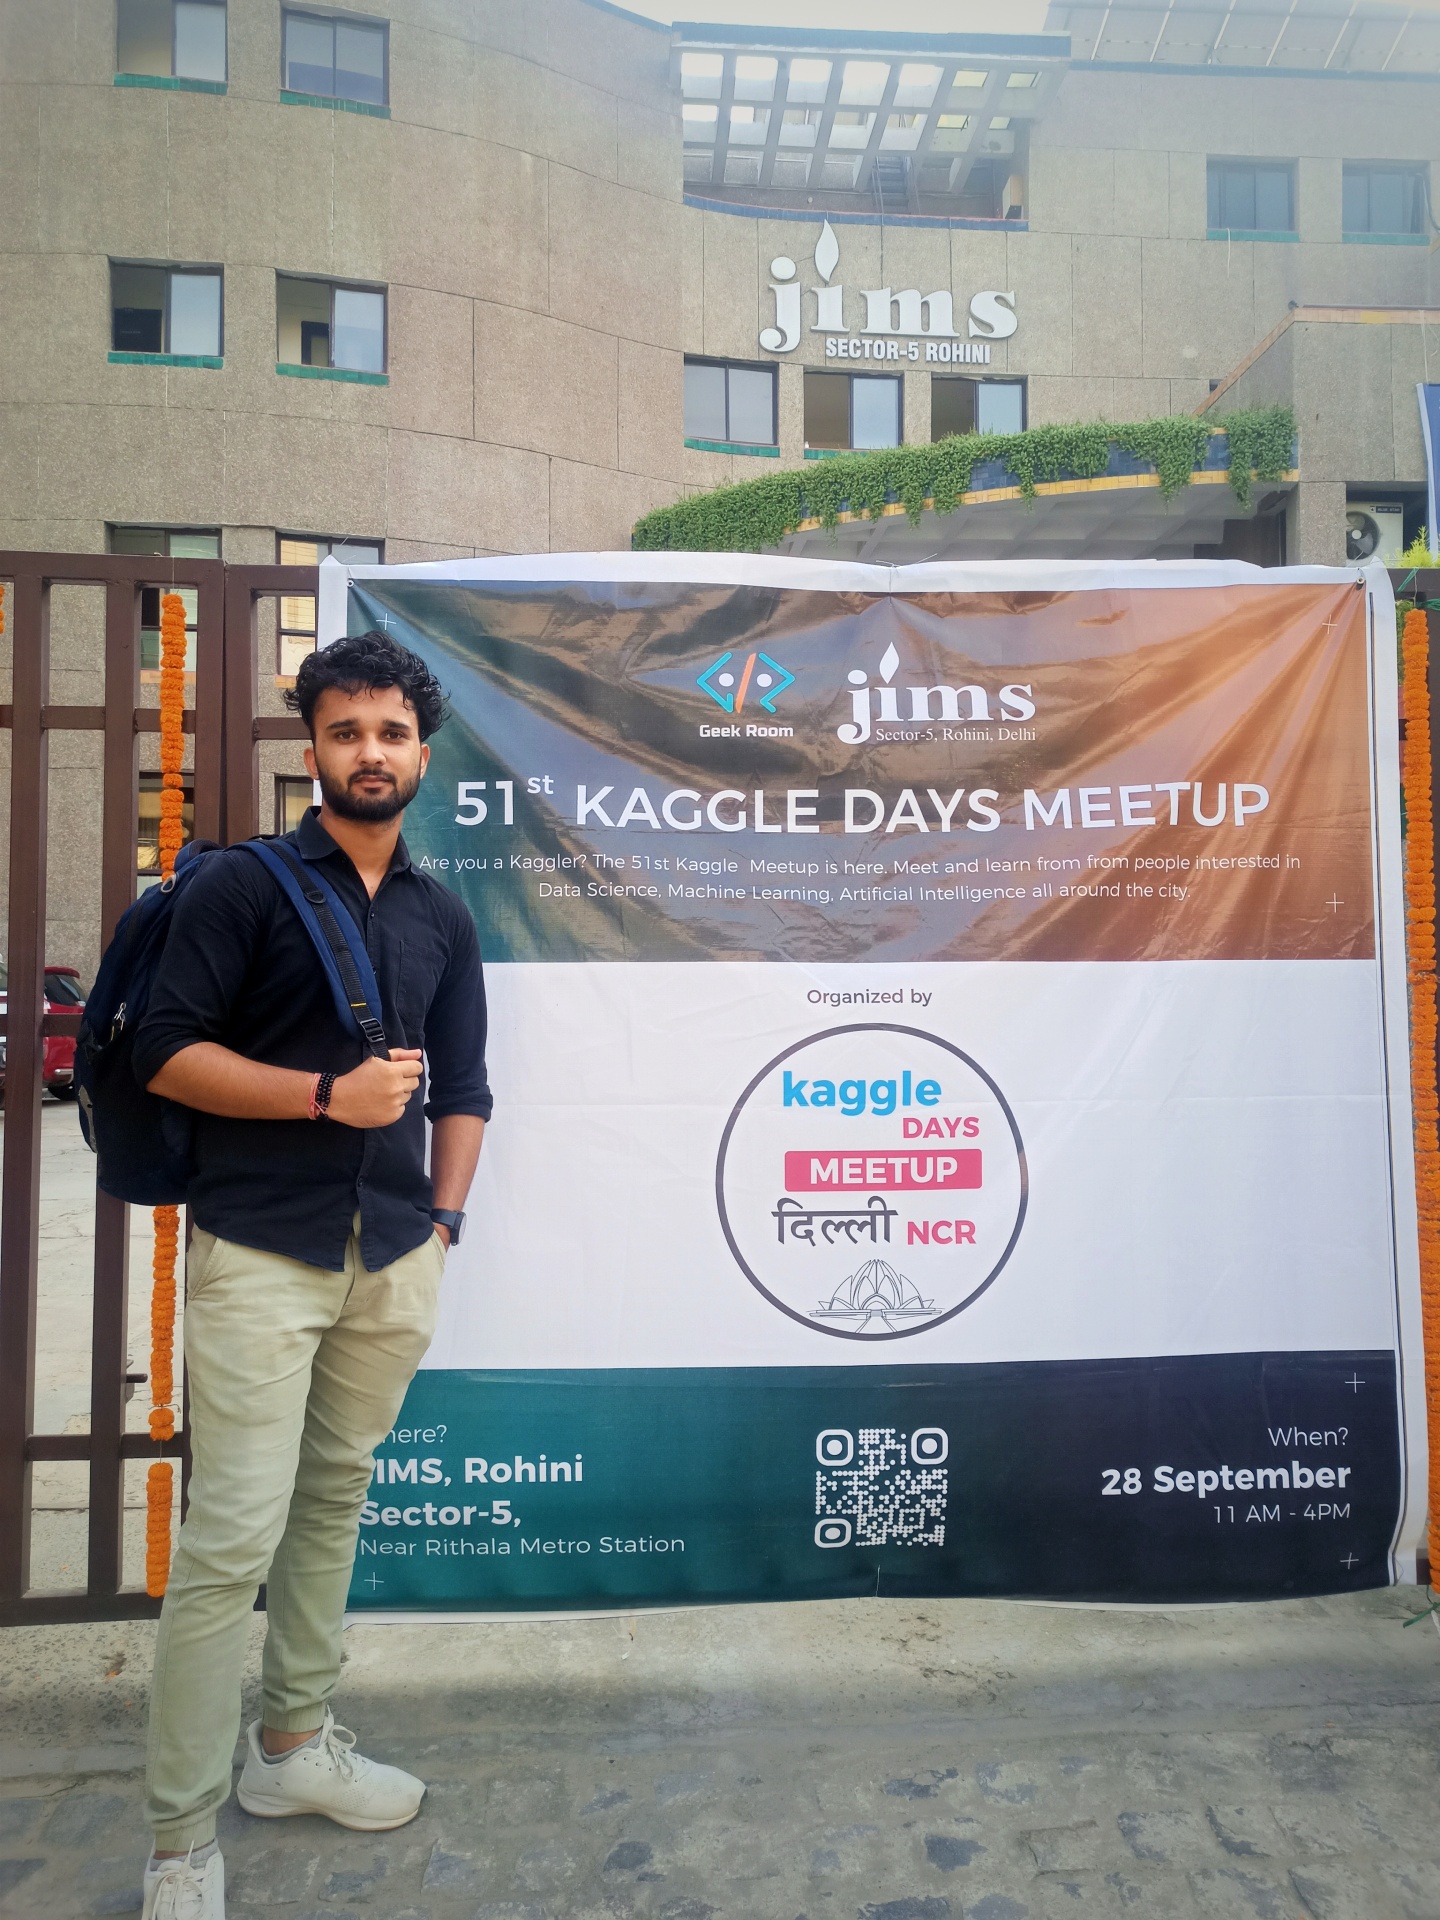 jims
SECTOR-5 ROHINI
Geek Room
jims
Sector-5, Rohini, Delhi
51st KAGGLE DAYS MEETUP
Are you a Kaggler? The 51st Kaggle Meetup is here. Meet and learn from from people interested in
Data Science, Machine Learning, Artificial Intelligence all around the city.
Organized by
kaggle
DAYS
MEETUP
दिल्ली NCR
here?
IMS, Rohini
Sector-5,
Near Rithala Metro Station
When?
28 September
11 AM - 4PM